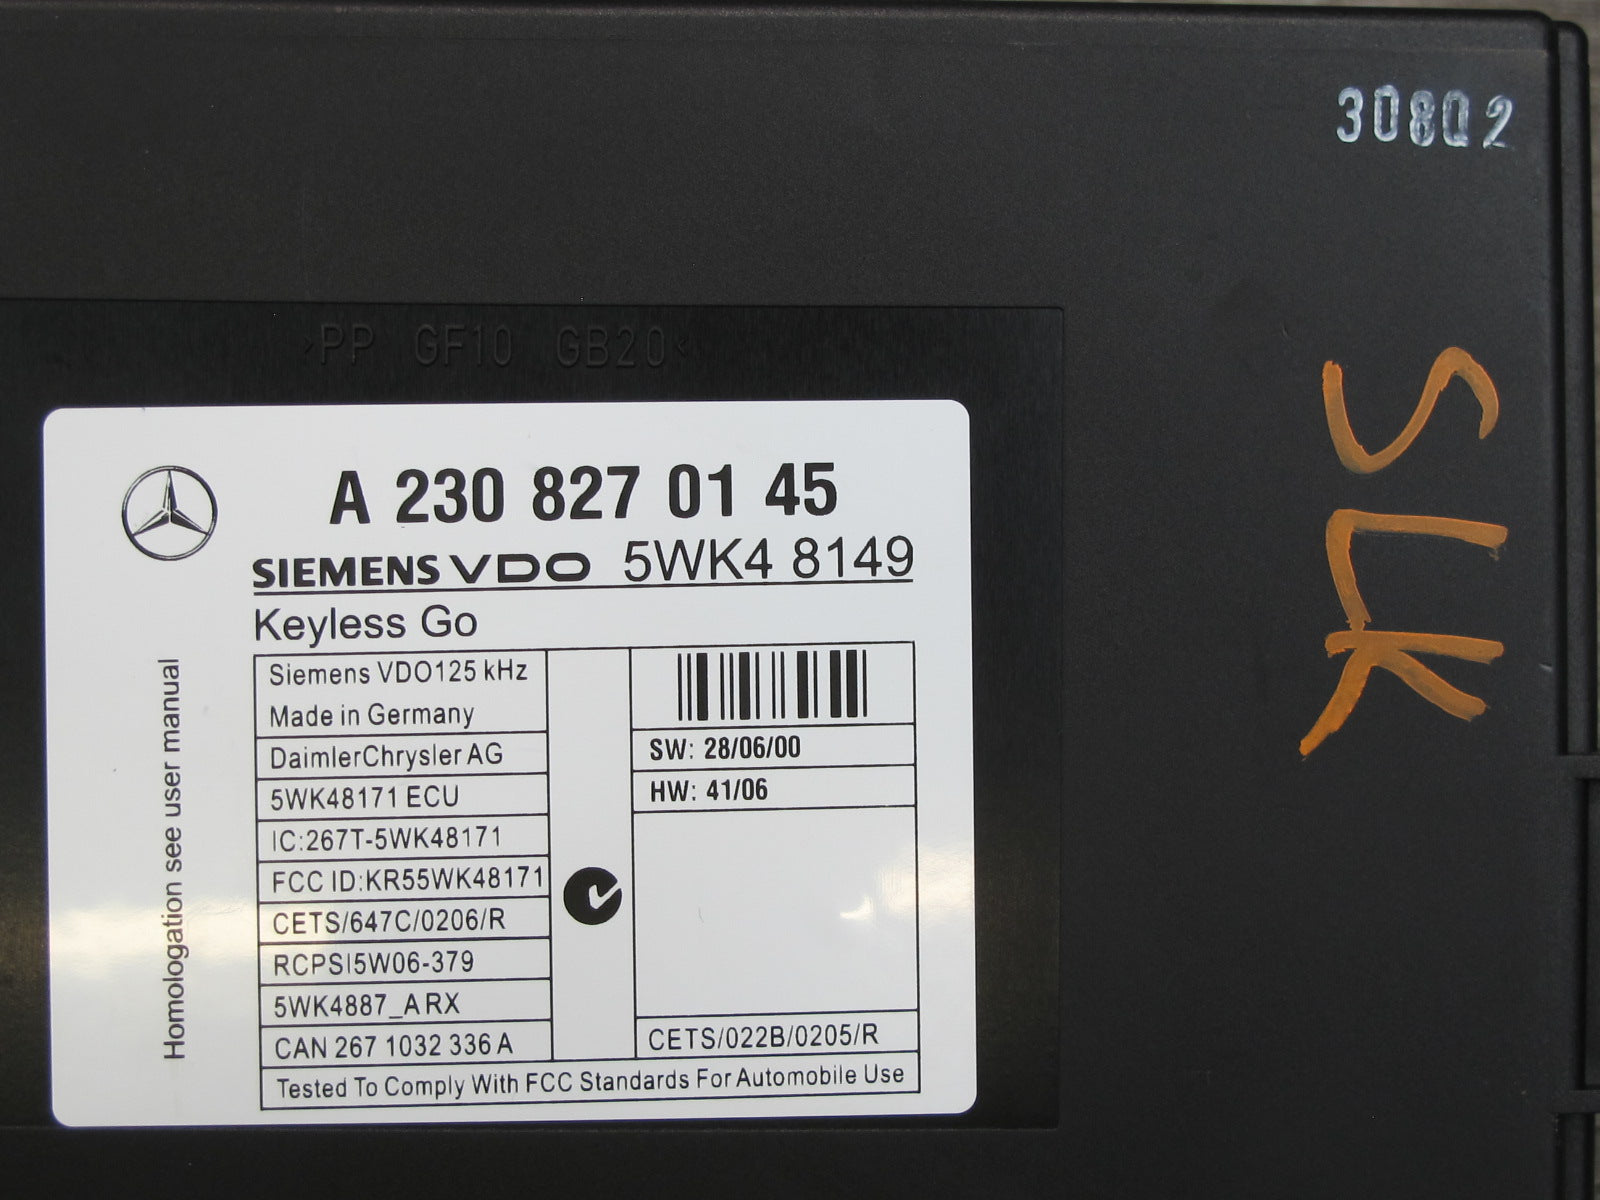 30802
>PP GF10 GB20<
SLK
A 230 827 01 45
SIEMENS VDO 5WK4 8149
Keyless Go
Homologation see user manual
Siemens VDO125 kHz
Made in Germany
DaimlerChrysler AG
5WK48171 ECU
IC:267T-5WK48171
FCC ID:KR55WK48171
CETS/647C/0206/R
RCPSI5W06-379
5WK4887_A RX
CAN 267 1032 336 A
SW: 28/06/00
HW: 41/06
CETS/022B/0205/R
Tested To Comply With FCC Standards For Automobile Use